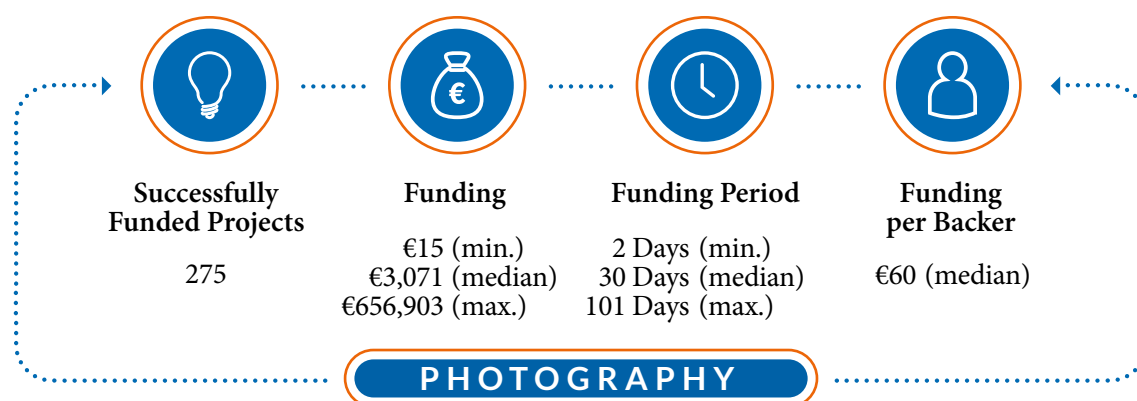 €
Successfully
Funded Projects
275
Funding
€15 (min.)
€3,071 (median)
€656,903 (max.)
Funding Period
2 Days (min.)
30 Days (median)
101 Days (max.)
Funding
per Backer
€60 (median)
PHOTOGRAPHY